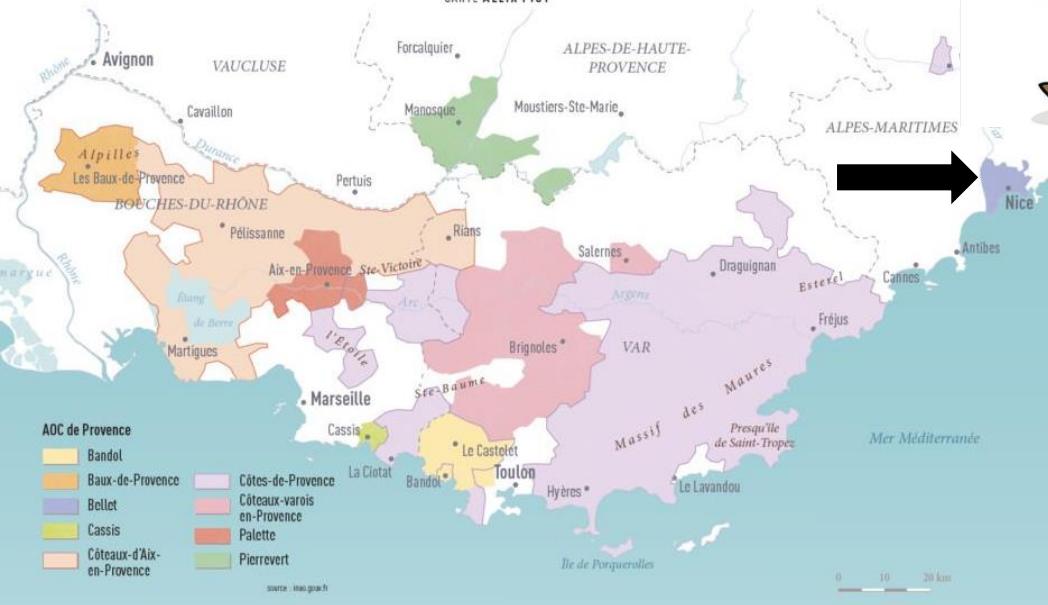 Avignon
Rhône
VAUCLUSE
Forcalquier
ALPES-DE-HAUTE-
PROVENCE
Cavaillon
Manosque
Moustiers-Ste-Marie
ALPES-MARITIMES
Durance
Alpilles
Les Baux-de-Provence
Pertuis
Nice
BOUCHES-DU-RHÔNE
Pélissanne
Rians
Salernes
Antibes
Rhône
Aix-en-Provence
Ste-Victoire
Draguignan
Esterel
Cannes
Étang
de Berre
Arc
Argens
Fréjus
Martigues
l'Étoile
Brignoles
VAR
Marseille
Ste-Baume
Massif des Maures
Cassis
Presqu'île
de Saint-Tropez
Mer Méditerranée
La Ciotat
Le Castelet
Bandol
Toulon
Hyères
Le Lavandou
Île de Porquerolles
AOC de Provence
Bandol
Baux-de-Provence
Bellet
Cassis
Côteaux-d'Aix-
en-Provence
Côtes-de-Provence
Côteaux-varois
en-Provence
Palette
Pierrevert
source : inao.gouv.fr
0 10 20 km